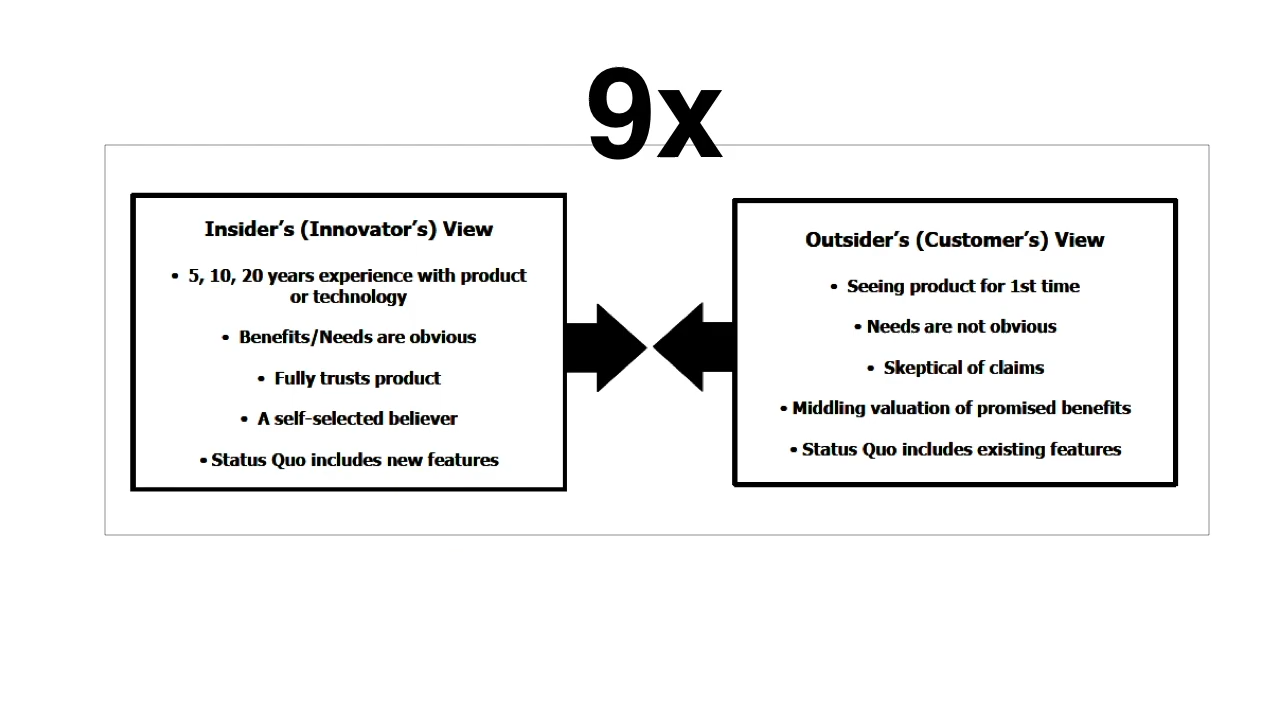 9x
Insider’s (Innovator’s) View
• 5, 10, 20 years experience with product
or technology
• Benefits/Needs are obvious
• Fully trusts product
• A self-selected believer
• Status Quo includes new features
Outsider’s (Customer’s) View
• Seeing product for 1st time
• Needs are not obvious
• Skeptical of claims
• Middling valuation of promised benefits
• Status Quo includes existing features